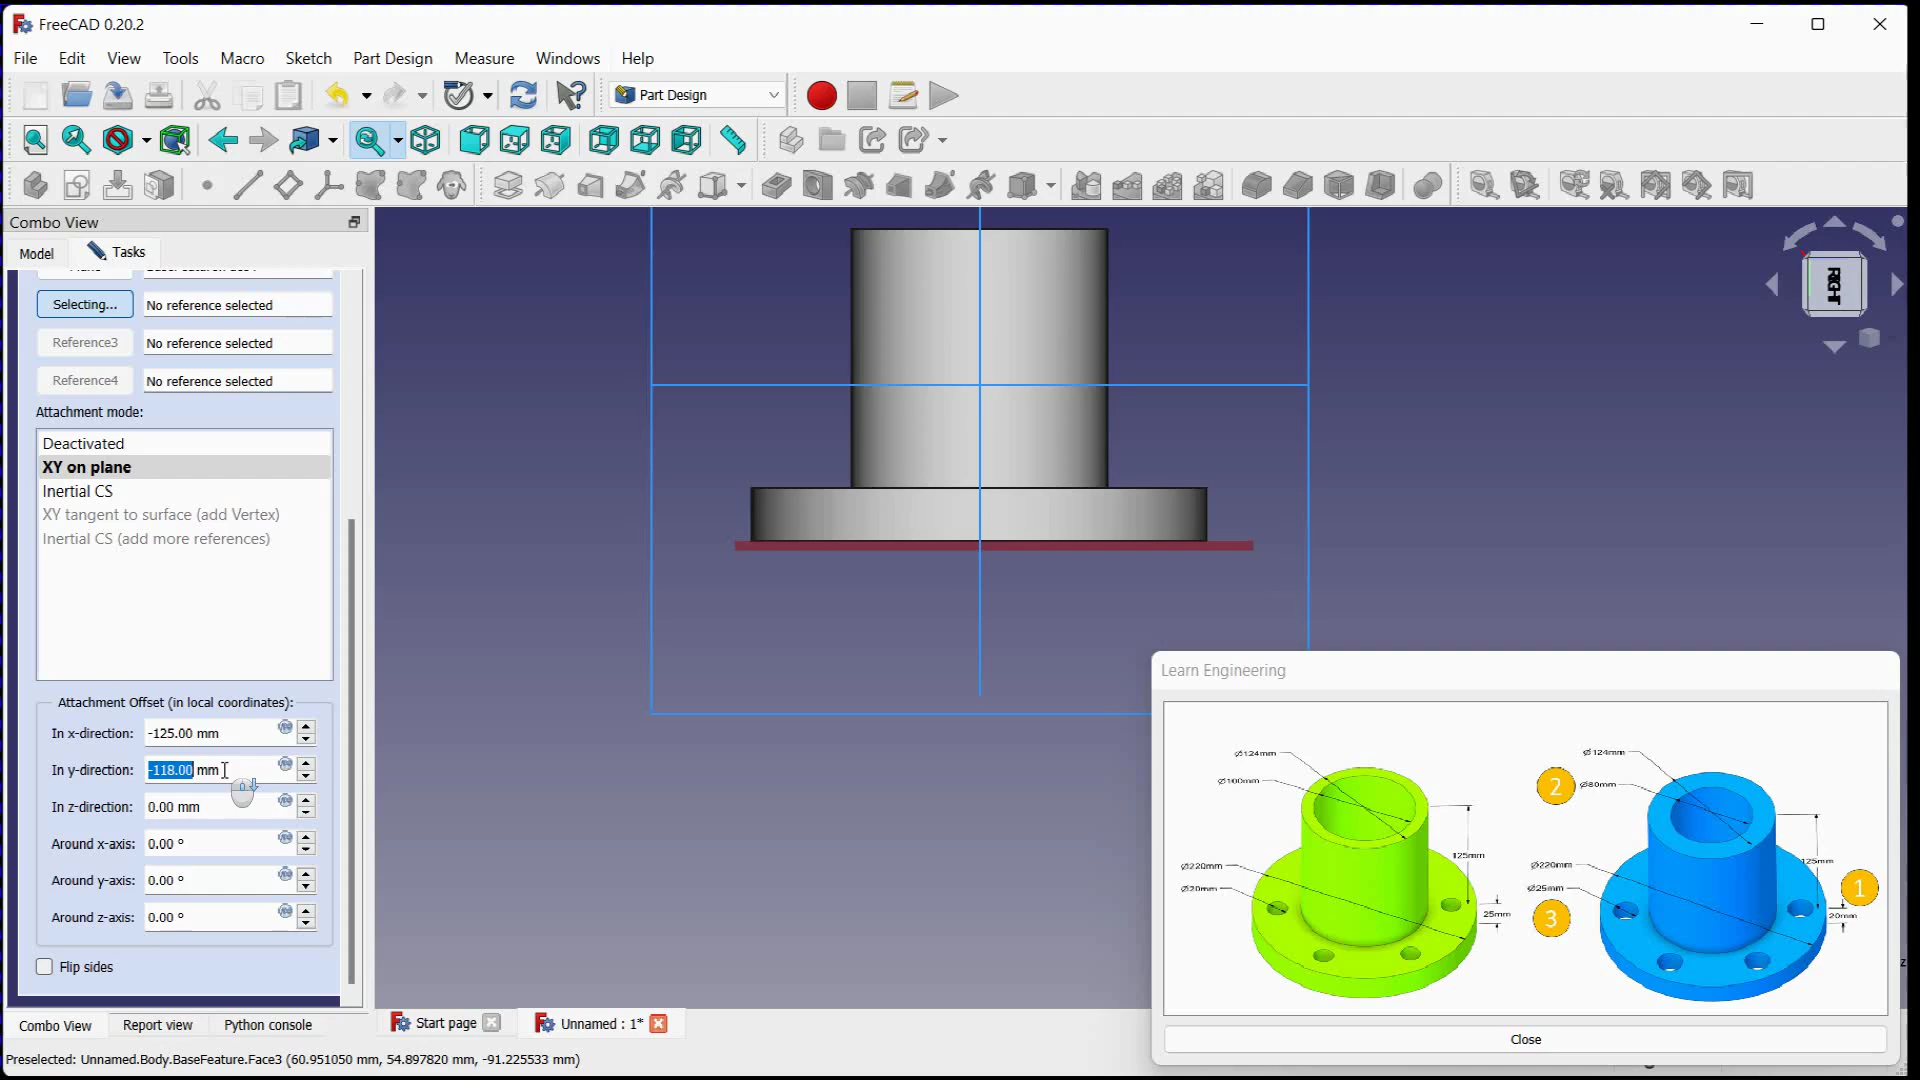 FreeCAD 0.20.2
File Edit View Tools Macro Sketch Part Design Measure Windows Help
Part Design
Combo View
Model Tasks
Selecting... No reference selected
Reference3 No reference selected
Reference4 No reference selected
Attachment mode:
Deactivated
XY on plane
Inertial CS
XY tangent to surface (add Vertex)
Inertial CS (add more references)
Attachment Offset (in local coordinates):
In x-direction: -125.00 mm
In y-direction: -118.00 mm
In z-direction: 0.00 mm
Around x-axis: 0.00 °
Around y-axis: 0.00 °
Around z-axis: 0.00 °
Flip sides
Combo View Report view Python console
Start page Unnamed : 1*
Preselected: Unnamed.Body.BaseFeature.Face3 (60.951050 mm, 54.897820 mm, -91.225533 mm)
RIGHT
Learn Engineering
Ø124mm
Ø100mm
125mm
Ø220mm
Ø20mm
25mm
Ø124mm
2
Ø80mm
125mm
Ø220mm
Ø25mm
1
3
20mm
Close